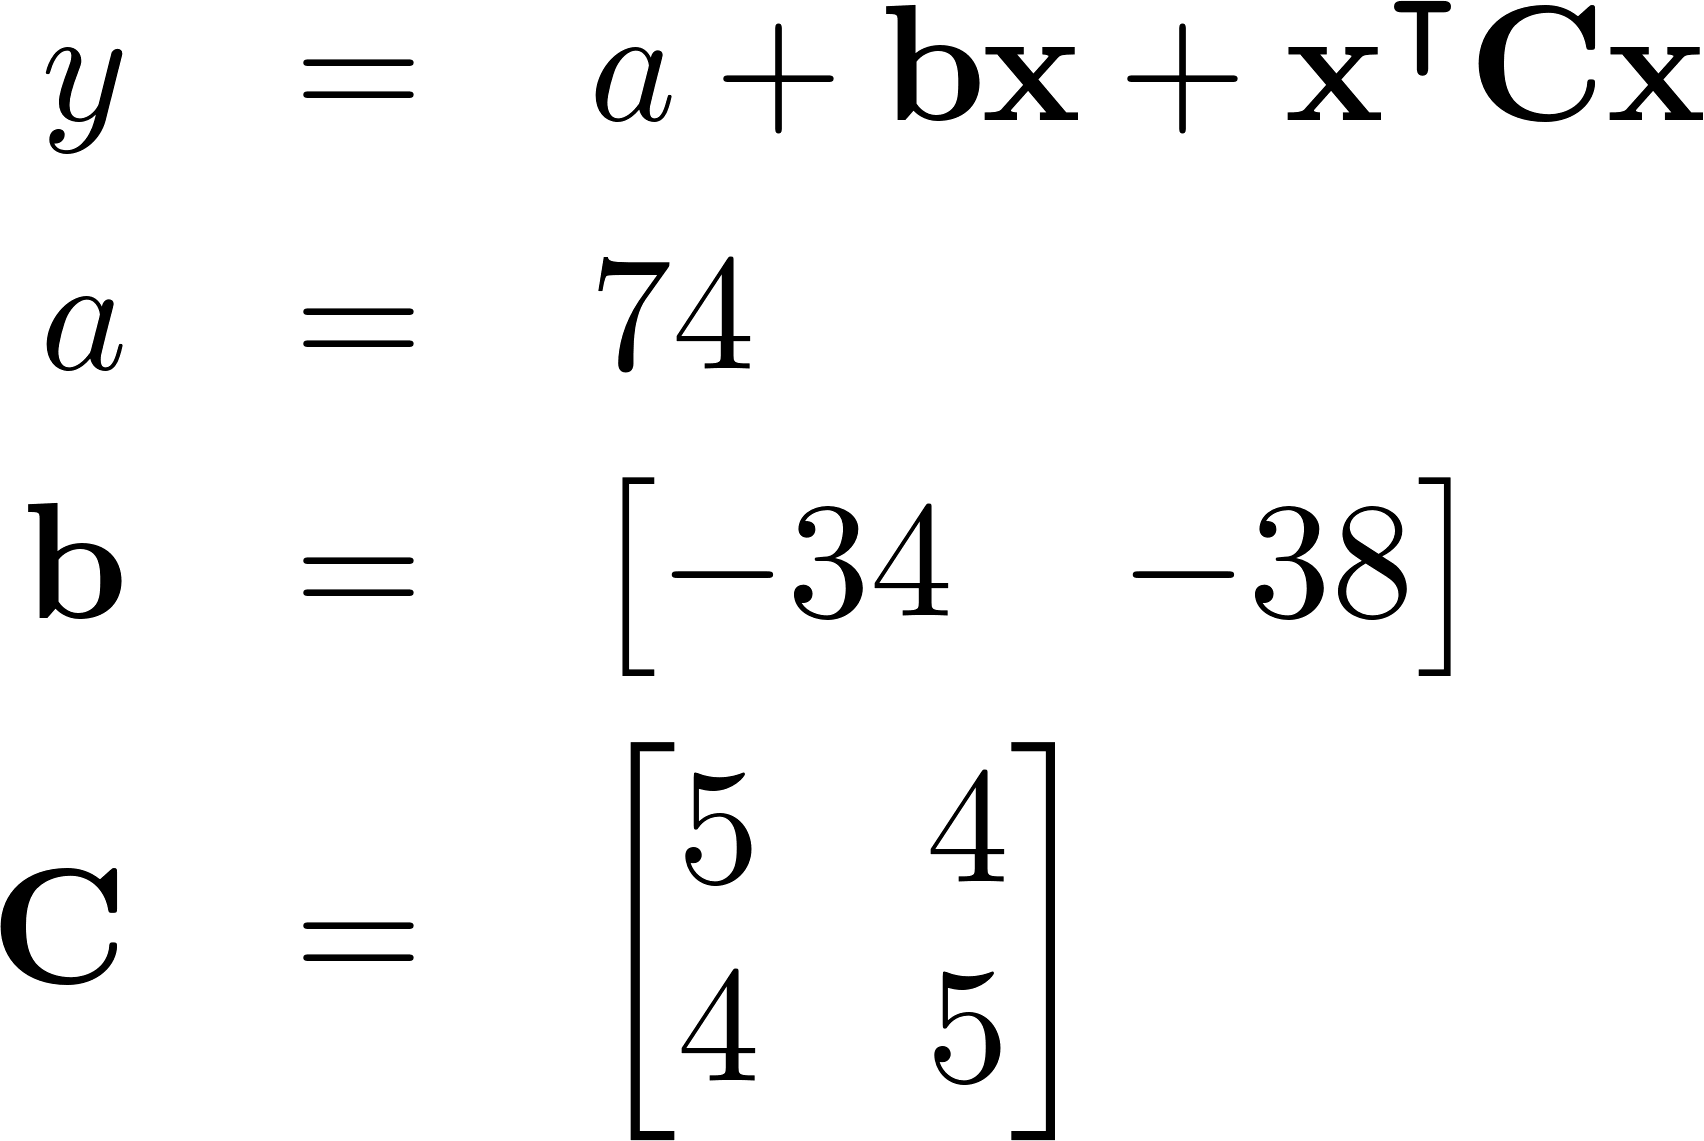 y = a + bx + x⊤Cx
a = 74
b = [−34 −38]
C = [5 4
4 5]